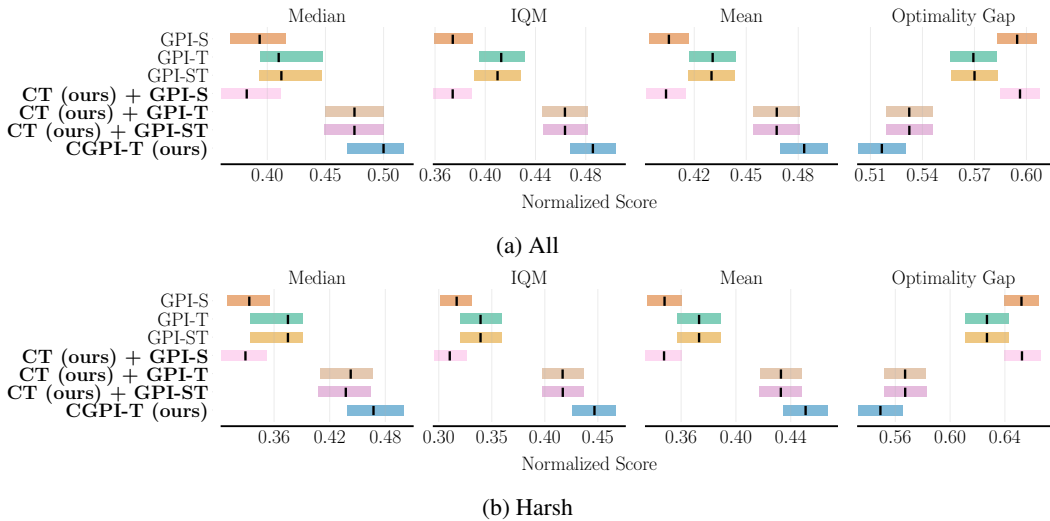 Median IQM Mean Optimality Gap
GPI-S
GPI-T
GPI-ST
CT (ours) + GPI-S
CT (ours) + GPI-T
CT (ours) + GPI-ST
CGPI-T (ours)
0.40 0.45 0.50 0.36 0.40 0.44 0.48 0.42 0.45 0.48 0.51 0.54 0.57 0.60
Normalized Score
(a) All
Median IQM Mean Optimality Gap
GPI-S
GPI-T
GPI-ST
CT (ours) + GPI-S
CT (ours) + GPI-T
CT (ours) + GPI-ST
CGPI-T (ours)
0.36 0.42 0.48 0.30 0.35 0.40 0.45 0.36 0.40 0.44 0.56 0.60 0.64
Normalized Score
(b) Harsh